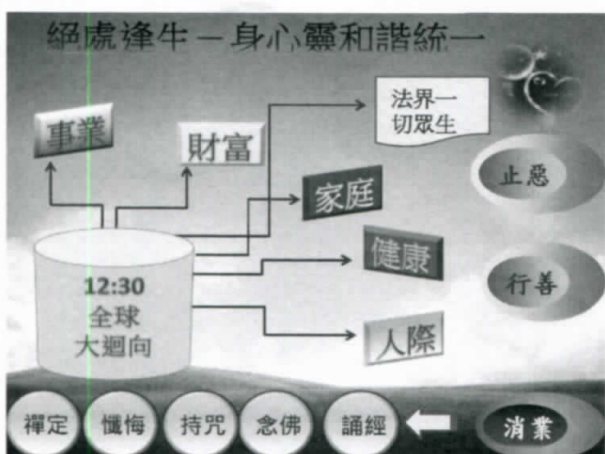 絕處逢生－身心靈和諧統一
事業
財富
法界一
切眾生
家庭
健康
人際
12:30
全球
大迴向
止惡
行善
消業
禪定
懺悔
持咒
念佛
誦經